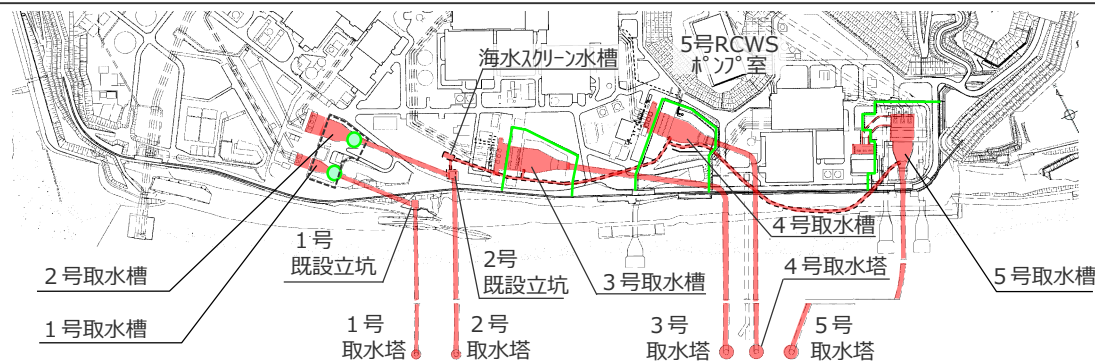 海水スクリーン水槽
5号RCWS
ポンプ室
2号取水槽
1号取水槽
1号
既設立坑
2号
既設立坑
3号取水槽
4号取水槽
4号取水塔
5号取水槽
1号
取水塔
2号
取水塔
3号
取水塔
5号
取水塔